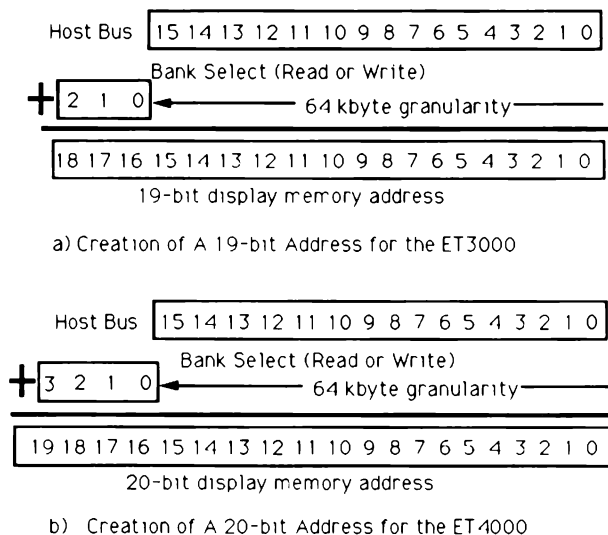 Host Bus 15 14 13 12 11 10 9 8 7 6 5 4 3 2 1 0
Bank Select (Read or Write)
+ 2 1 0 64 kbyte granularity
18 17 16 15 14 13 12 11 10 9 8 7 6 5 4 3 2 1 0
19-bit display memory address
a) Creation of A 19-bit Address for the ET3000
Host Bus 15 14 13 12 11 10 9 8 7 6 5 4 3 2 1 0
Bank Select (Read or Write)
+ 3 2 1 0 64 kbyte granularity
19 18 17 16 15 14 13 12 11 10 9 8 7 6 5 4 3 2 1 0
20-bit display memory address
b) Creation of A 20-bit Address for the ET4000